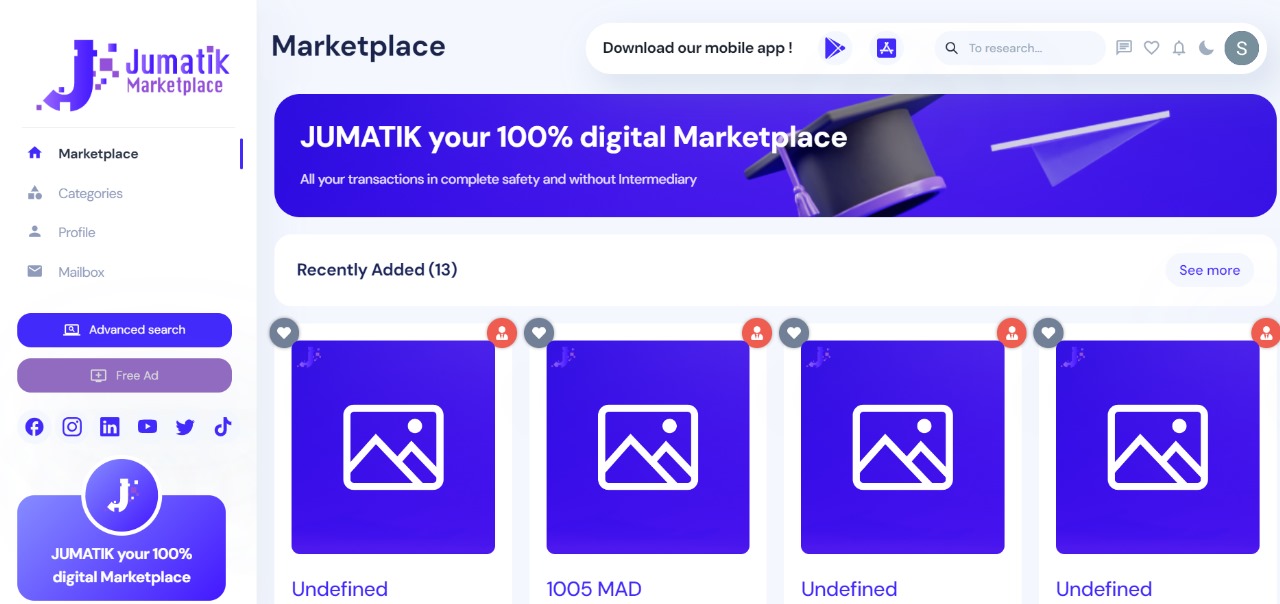 Jumatik
Marketplace
Marketplace
Categories
Profile
Mailbox
Advanced search
Free Ad
JUMATIK your 100%
digital Marketplace
Marketplace
Download our mobile app !
To research...
S
JUMATIK your 100% digital Marketplace
All your transactions in complete safety and without Intermediary
Recently Added (13)
See more
Undefined
1005 MAD
Undefined
Undefined